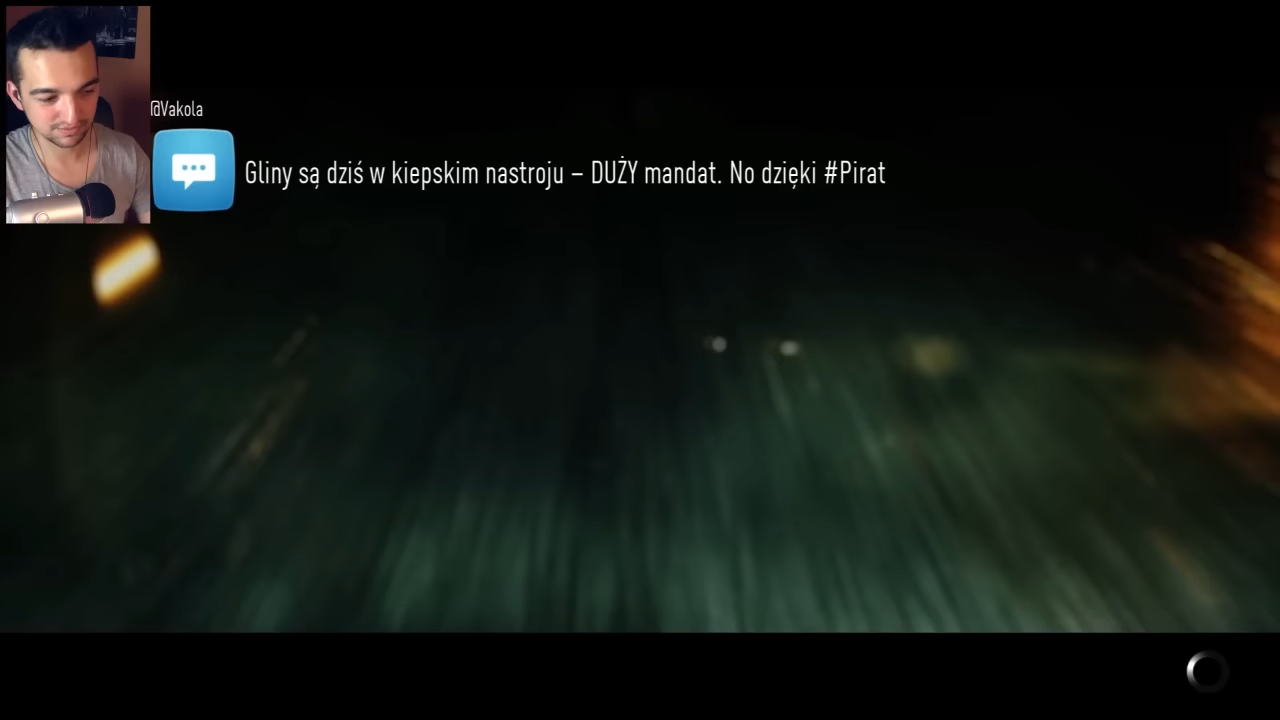 @Vakola
Gliny są dziś w kiepskim nastroju – DUŻY mandat. No dzięki #Pirat